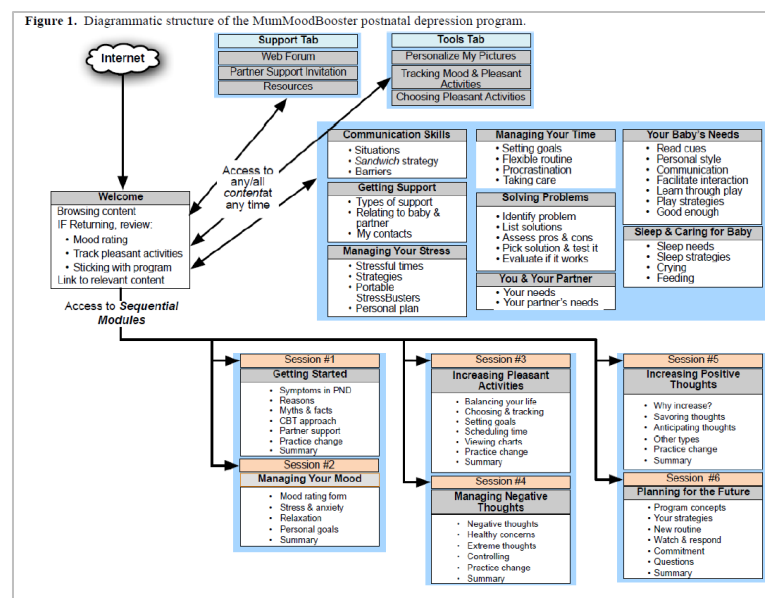 Figure 1. Diagrammatic structure of the MumMoodBooster postnatal depression program.
Internet
Support Tab
Web Forum
Partner Support Invitation
Resources
Tools Tab
Personalize My Pictures
Tracking Mood & Pleasant
Activities
Choosing Pleasant Activities
Access to
any/all
contentat
any time
Welcome
Browsing content
IF Returning, review:
• Mood rating
• Track pleasant activities
• Sticking with program
Link to relevant content
Communication Skills
• Situations
• Sandwich strategy
• Barriers
Getting Support
• Types of support
• Relating to baby &
partner
• My contacts
Managing Your Stress
• Stressful times
• Strategies
• Portable
StressBusters
• Personal plan
Managing Your Time
• Setting goals
• Flexible routine
• Procrastination
• Taking care
Solving Problems
• Identify problem
• List solutions
• Assess pros & cons
• Pick solution & test it
• Evaluate if it works
You & Your Partner
• Your needs
• Your partner's needs
Your Baby's Needs
• Read cues
• Personal style
• Communication
• Facilitate interaction
• Learn through play
• Play strategies
• Good enough
Sleep & Caring for Baby
• Sleep needs
• Sleep strategies
• Crying
• Feeding
Access to Sequential
Modules
Session #1
Getting Started
• Symptoms in PND
• Reasons
• Myths & facts
• CBT approach
• Partner support
• Practice change
• Summary
Session #2
Managing Your Mood
• Mood rating form
• Stress & anxiety
• Relaxation
• Personal goals
• Summary
Session #3
Increasing Pleasant
Activities
• Balancing your life
• Choosing & tracking
• Setting goals
• Scheduling time
• Viewing charts
• Practice change
• Summary
Session #4
Managing Negative
Thoughts
• Negative thoughts
• Healthy concerns
• Extreme thoughts
• Controlling
• Practice change
• Summary
Session #5
Increasing Positive
Thoughts
• Why increase?
• Savoring thoughts
• Anticipating thoughts
• Other types
• Practice change
• Summary
Session #6
Planning for the Future
• Program concepts
• Your strategies
• New routine
• Watch & respond
• Commitment
• Questions
• Summary